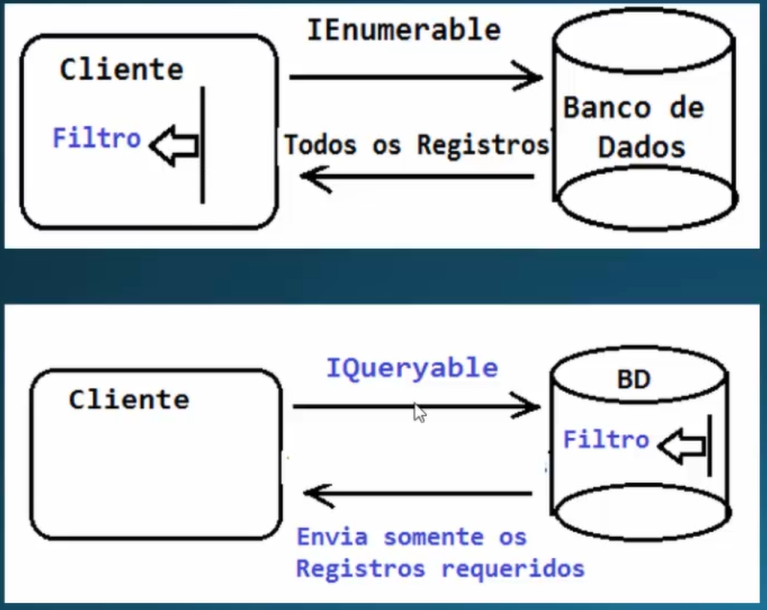 IEnumerable
Cliente
Filtro
Todos os Registros
Banco de
Dados
IQueryable
Cliente
BD
Filtro
Envia somente os
Registros requeridos